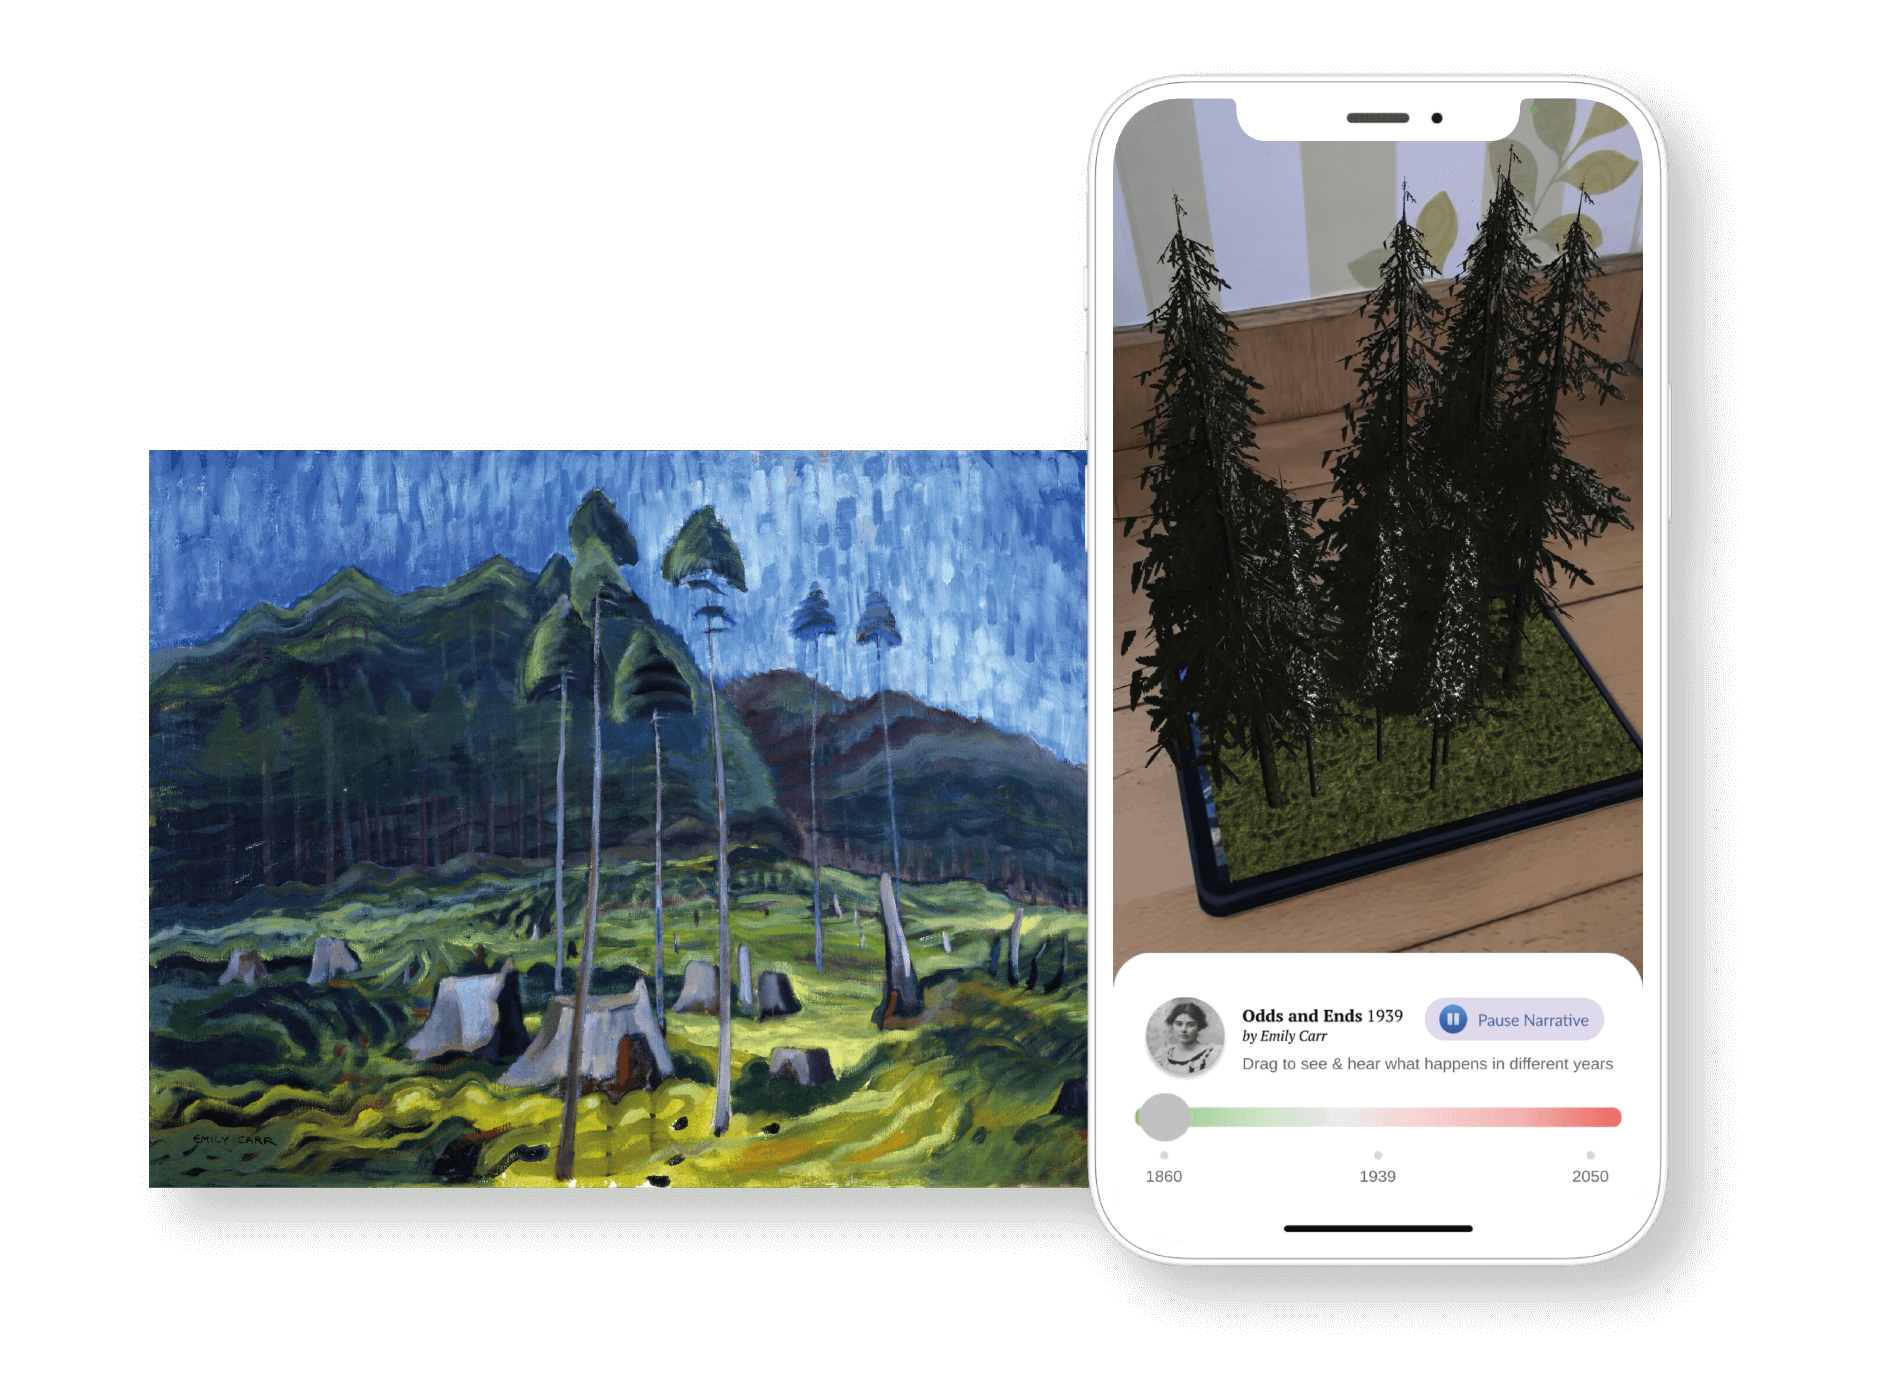 EMILY CARR
Odds and Ends 1939
by Emily Carr
Pause Narrative
Drag to see & hear what happens in different years
1860
1939
2050